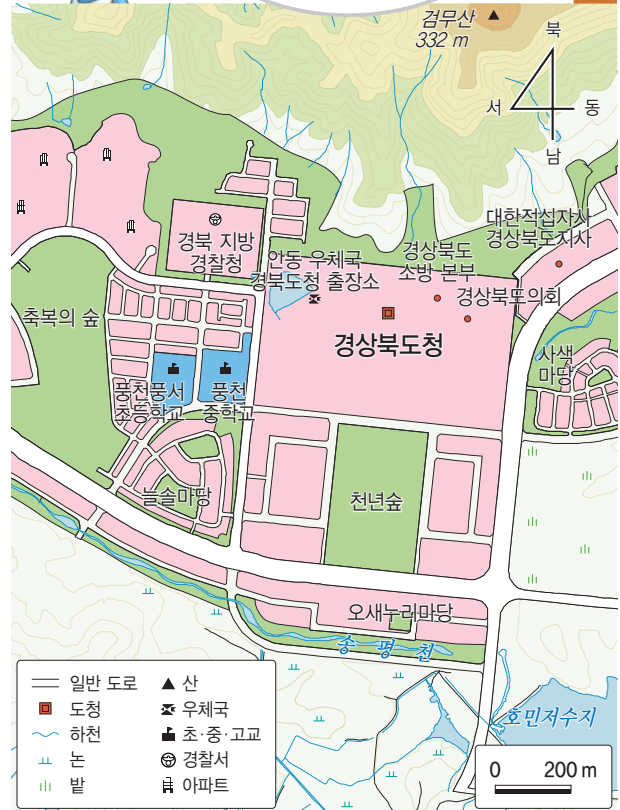 검무산
332 m
북
서
동
남
대한적십자사
경상북도지사
경북 지방
경찰청
안동 우체국
경북도청 출장소
경상북도
소방 본부
경상북도의회
축복의 숲
경상북도청
사색
마당
풍천풍서
초등학교
풍천
중학교
늘솔마당
천년숲
오새누리마당
송평천
호민저수지
일반 도로
산
도청
우체국
하천
초·중·고교
논
경찰서
밭
아파트
0 200 m